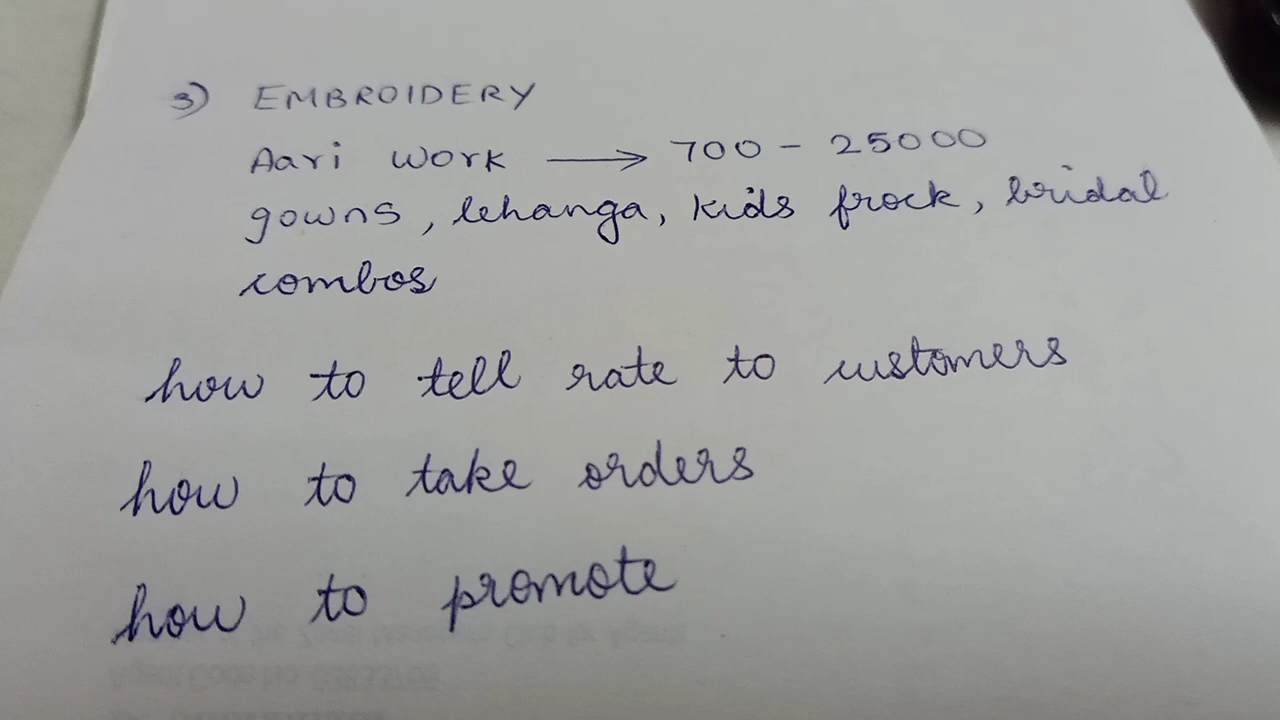 3) EMBROIDERY
Aari work → 700 - 25000
gowns, lehanga, kids frock, bridal
combos
how to tell rate to customers
how to take orders
how to promote